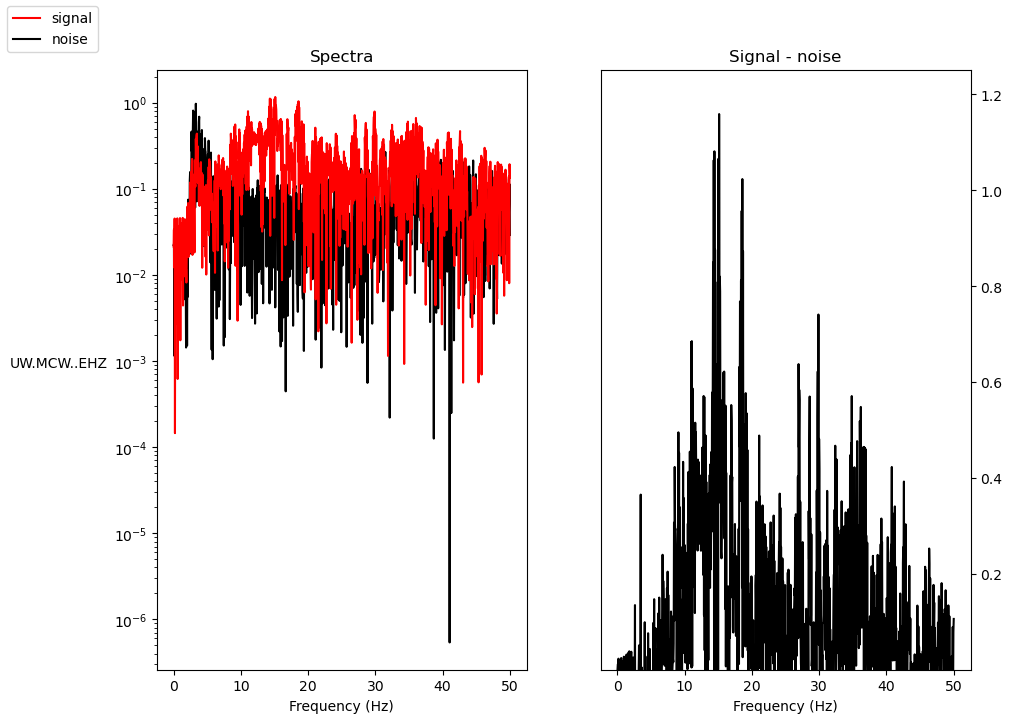 signal
noise
Spectra
Signal - noise
10^0
10^-1
10^-2
10^-3
10^-4
10^-5
10^-6
UW.MCW..EHZ
0 10 20 30 40 50
Frequency (Hz)
1.2
1.0
0.8
0.6
0.4
0.2
0 10 20 30 40 50
Frequency (Hz)